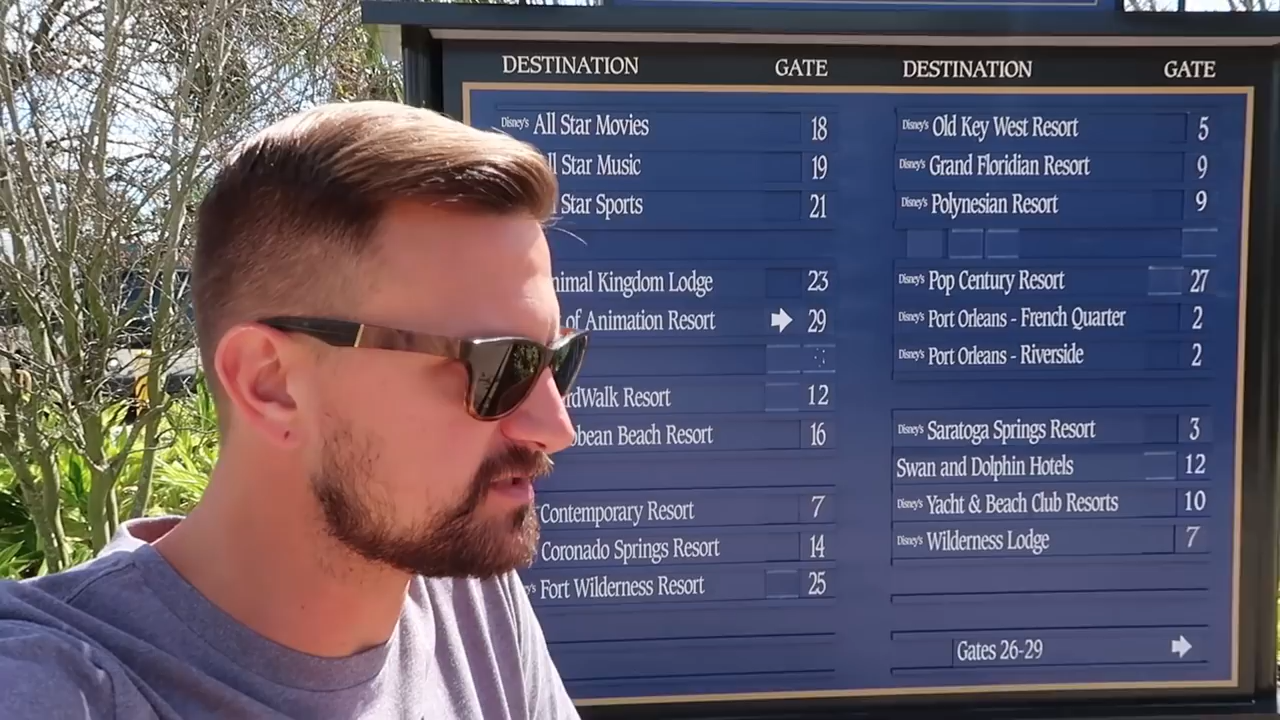 DESTINATION GATE
Disney's All Star Movies 18
ll Star Music 19
Star Sports 21
nimal Kingdom Lodge 23
of Animation Resort 29
rdWalk Resort 12
bbean Beach Resort 16
Contemporary Resort 7
Coronado Springs Resort 14
Fort Wilderness Resort 25
DESTINATION GATE
Disney's Old Key West Resort 5
Disney's Grand Floridian Resort 9
Disney's Polynesian Resort 9
Disney's Pop Century Resort 27
Disney's Port Orleans - French Quarter 2
Disney's Port Orleans - Riverside 2
Disney's Saratoga Springs Resort 3
Swan and Dolphin Hotels 12
Disney's Yacht & Beach Club Resorts 10
Disney's Wilderness Lodge 7
Gates 26-29